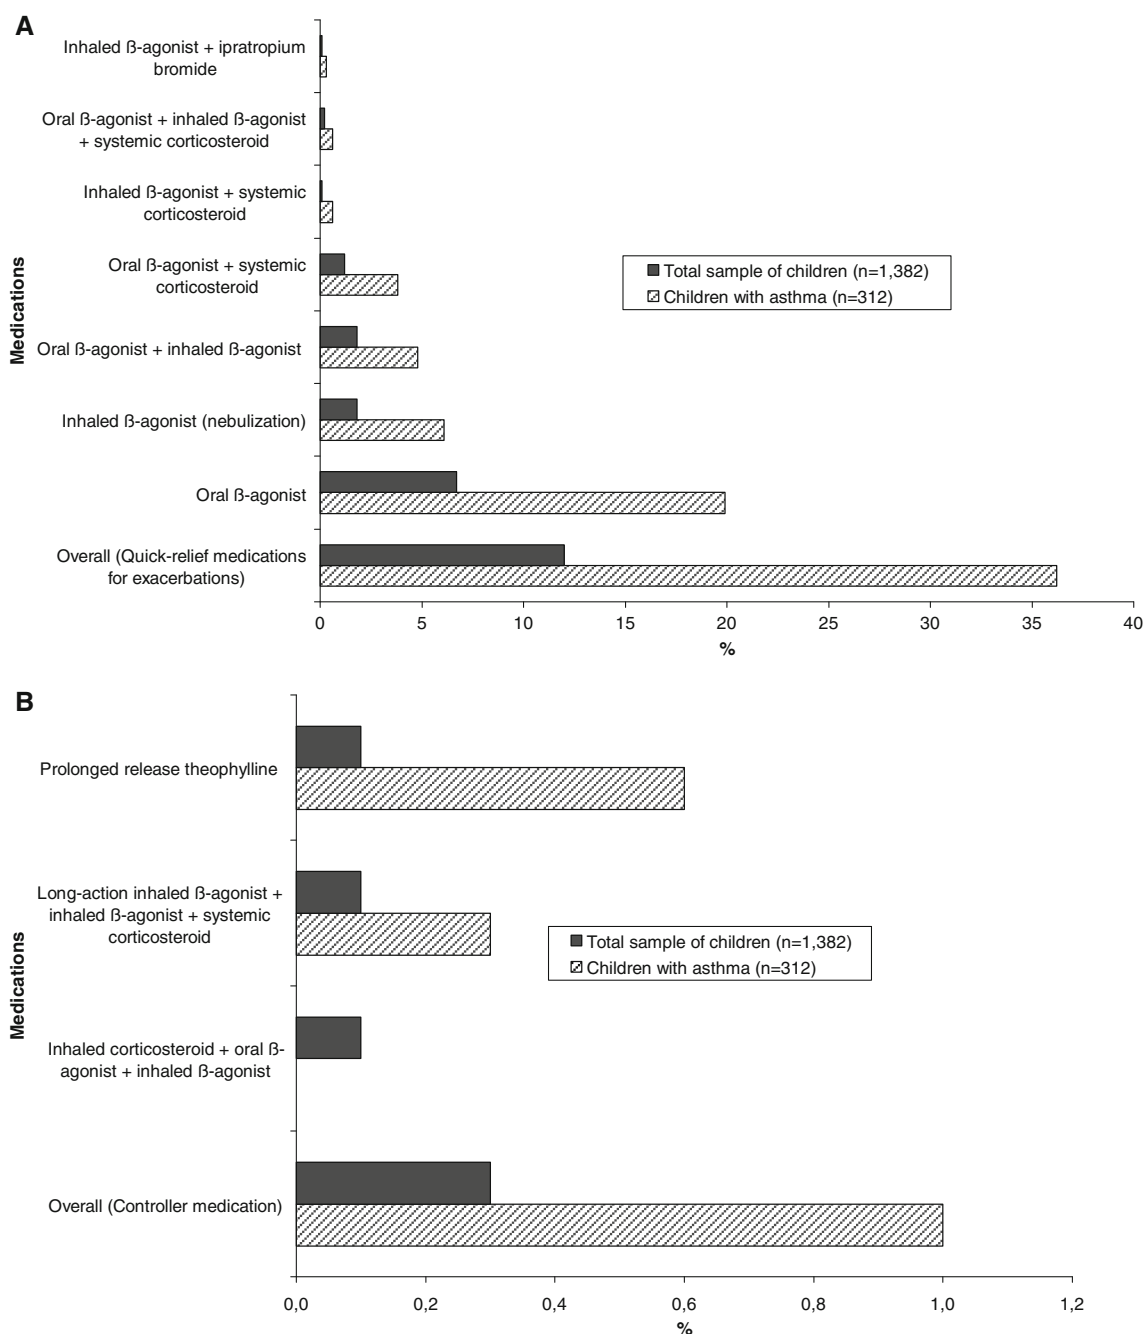 A
Inhaled ß-agonist + ipratropium
bromide
Oral ß-agonist + inhaled ß-agonist
+ systemic corticosteroid
Inhaled ß-agonist + systemic
corticosteroid
Oral ß-agonist + systemic
corticosteroid
Oral ß-agonist + inhaled ß-agonist
Inhaled ß-agonist (nebulization)
Oral ß-agonist
Overall (Quick-relief medications
for exacerbations)
Medications
Total sample of children (n=1,382)
Children with asthma (n=312)
0 5 10 15 20 25 30 35 40
%
B
Prolonged release theophylline
Long-action inhaled ß-agonist +
inhaled ß-agonist + systemic
corticosteroid
Inhaled corticosteroid + oral ß-
agonist + inhaled ß-agonist
Overall (Controller medication)
Medications
Total sample of children (n=1,382)
Children with asthma (n=312)
0,0 0,2 0,4 0,6 0,8 1,0 1,2
%